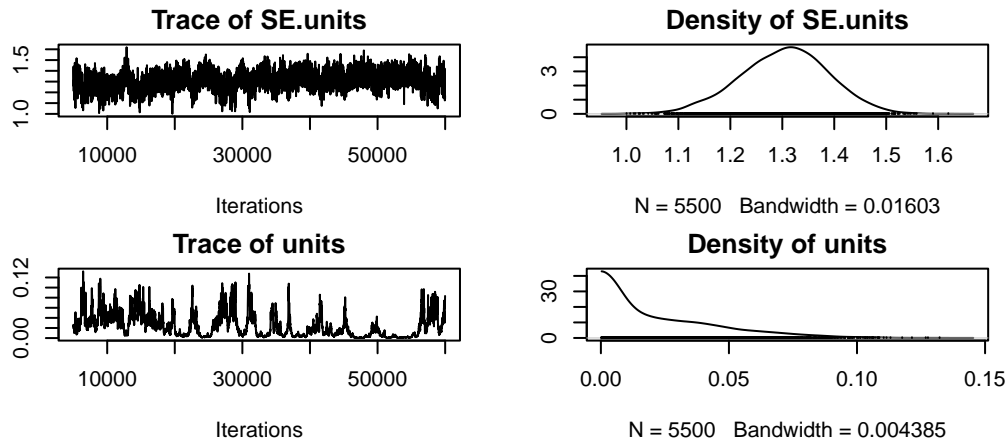 Trace of SE.units
1.5
1.0
10000 30000 50000
Iterations
Density of SE.units
3
0
1.0 1.1 1.2 1.3 1.4 1.5 1.6
N = 5500 Bandwidth = 0.01603
Trace of units
0.12
0.00
10000 30000 50000
Iterations
Density of units
30
0
0.00 0.05 0.10 0.15
N = 5500 Bandwidth = 0.004385